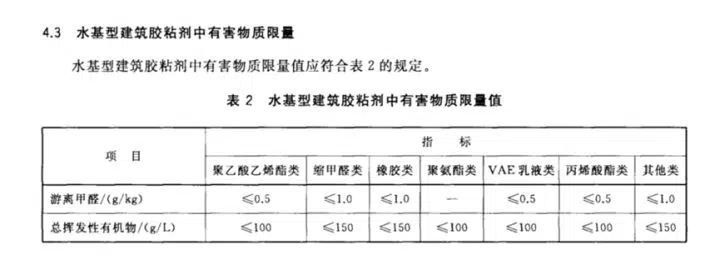 4.3 水基型建筑胶粘剂中有害物质限量
水基型建筑胶粘剂中有害物质限量值应符合表 2 的规定。
表 2 水基型建筑胶粘剂中有害物质限量值
项 目 指 标
聚乙酸乙烯酯类 缩甲醛类 橡胶类 聚氨酯类 VAE 乳液类 丙烯酸酯类 其他类
游离甲醛/(g/kg) ≤0.5 ≤1.0 ≤1.0 — ≤0.5 ≤0.5 ≤1.0
总挥发性有机物/(g/L) ≤100 ≤150 ≤150 ≤100 ≤100 ≤100 ≤150